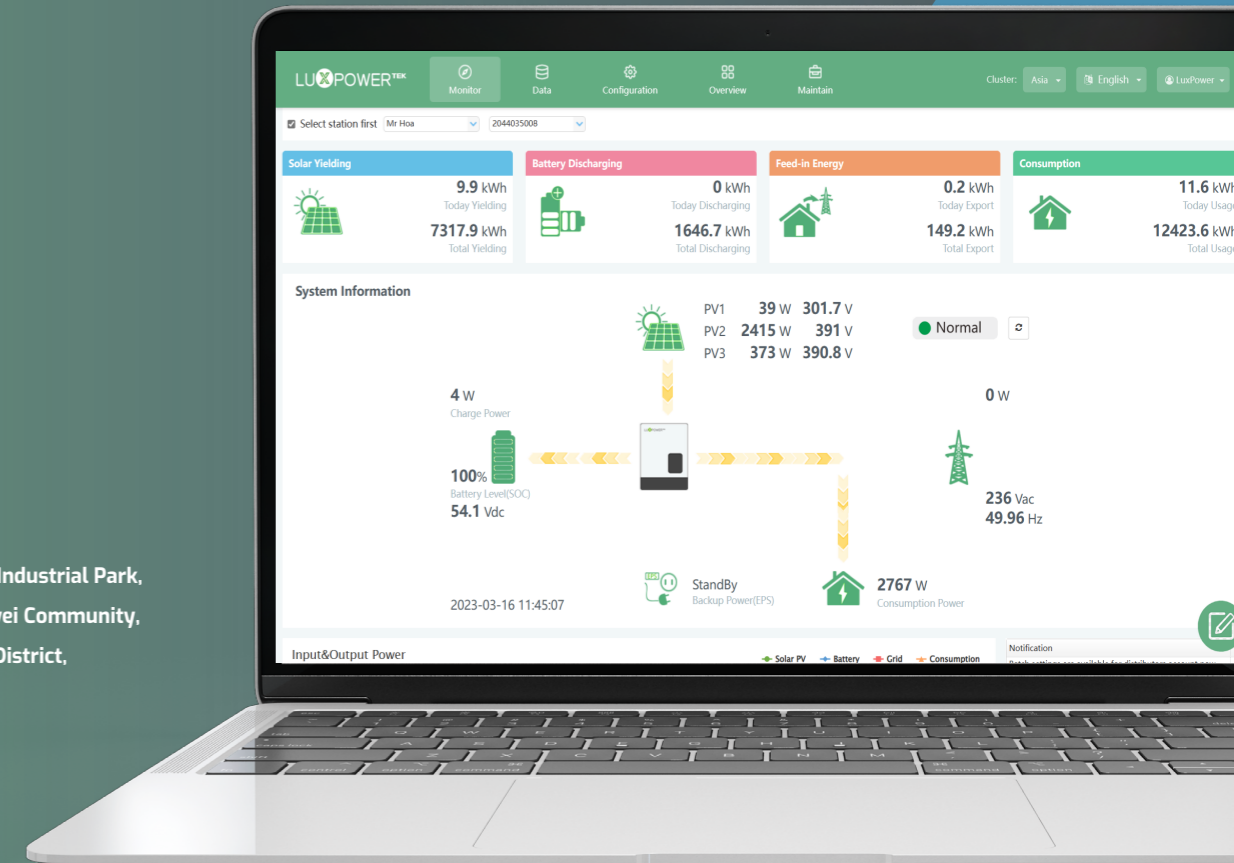 LUXPOWERTEK
Monitor
Data
Configuration
Overview
Maintain
Cluster: Asia
English
LuxPower
Select station first Mr Hoa 2044035008
Solar Yielding
9.9 kWh
Today Yielding
7317.9 kWh
Total Yielding
Battery Discharging
0 kWh
Today Discharging
1646.7 kWh
Total Discharging
Feed-in Energy
0.2 kWh
Today Export
149.2 kWh
Total Export
Consumption
11.6 kWh
Today Usage
12423.6 kWh
Total Usage
System Information
PV1 39 W 301.7 V
PV2 2415 W 391 V
PV3 373 W 390.8 V
Normal
4 W
Charge Power
0 W
100%
Battery Level(SOC)
54.1 Vdc
236 Vac
49.96 Hz
StandBy
Backup Power(EPS)
2767 W
Consumption Power
2023-03-16 11:45:07
Input&Output Power
Solar PV Battery Grid Consumption
Notification
Industrial Park,
Community,
District,